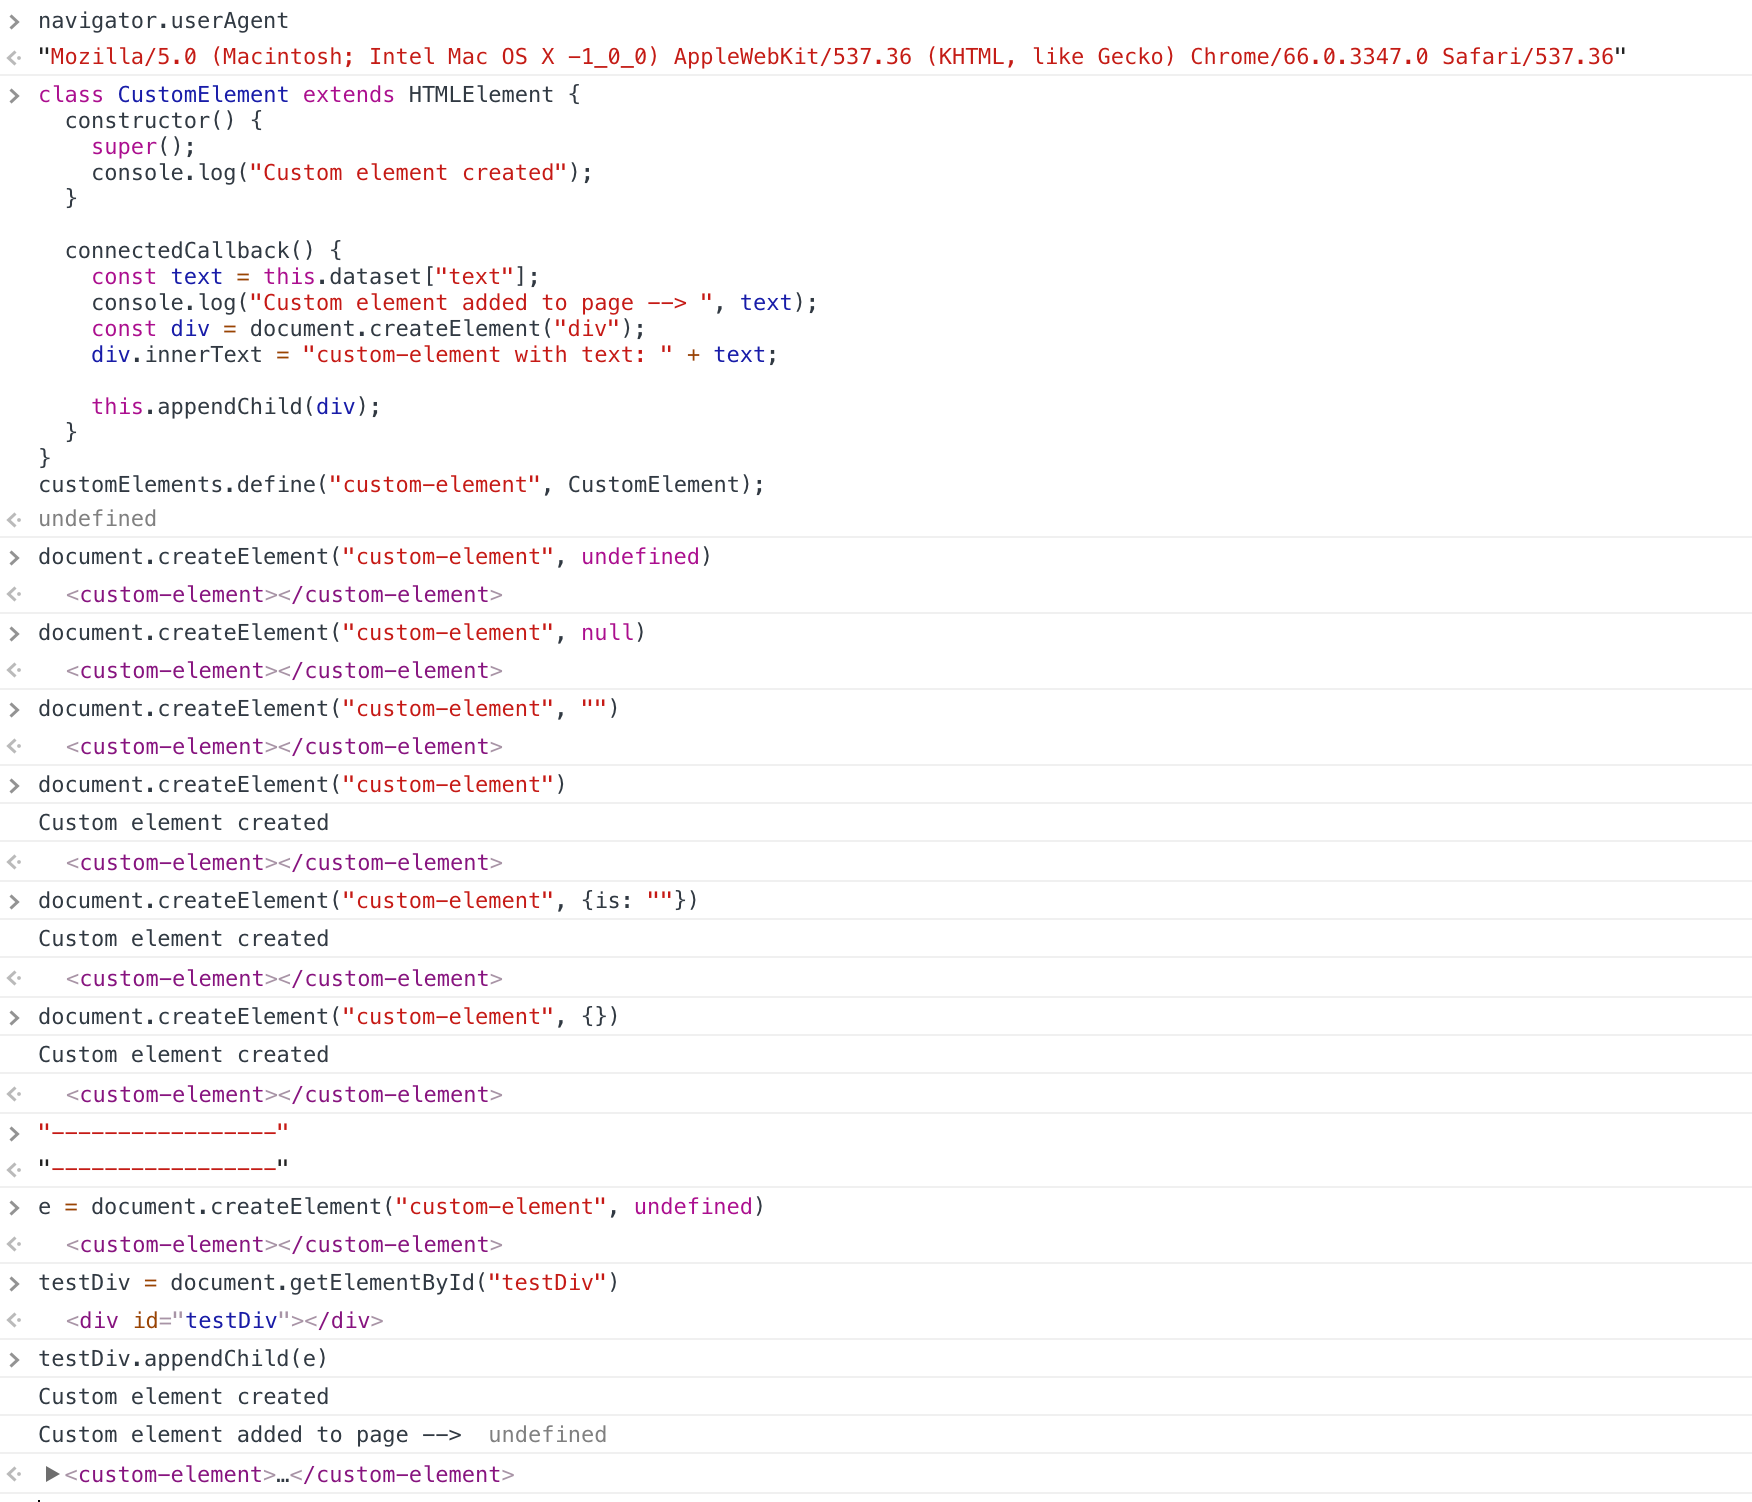 navigator.userAgent
"Mozilla/5.0 (Macintosh; Intel Mac OS X -1_0_0) AppleWebKit/537.36 (KHTML, like Gecko) Chrome/66.0.3347.0 Safari/537.36"
class CustomElement extends HTMLElement {
  constructor() {
    super();
    console.log("Custom element created");
  }

  connectedCallback() {
    const text = this.dataset["text"];
    console.log("Custom element added to page --> ", text);
    const div = document.createElement("div");
    div.innerText = "custom-element with text: " + text;

    this.appendChild(div);
  }
}
customElements.define("custom-element", CustomElement);
undefined
document.createElement("custom-element", undefined)
<custom-element></custom-element>
document.createElement("custom-element", null)
<custom-element></custom-element>
document.createElement("custom-element", "")
<custom-element></custom-element>
document.createElement("custom-element")
Custom element created
<custom-element></custom-element>
document.createElement("custom-element", {is: ""})
Custom element created
<custom-element></custom-element>
document.createElement("custom-element", {})
Custom element created
<custom-element></custom-element>
"-----------------"
"-----------------"
e = document.createElement("custom-element", undefined)
<custom-element></custom-element>
testDiv = document.getElementById("testDiv")
<div id="testDiv"></div>
testDiv.appendChild(e)
Custom element created
Custom element added to page -->  undefined
▶<custom-element>…</custom-element>